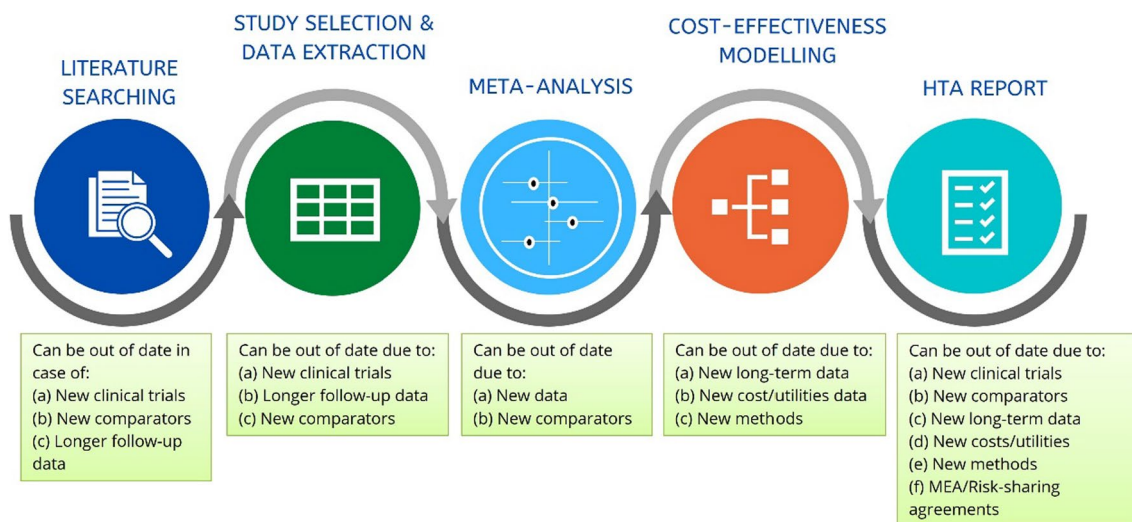 LITERATURE
SEARCHING
STUDY SELECTION &
DATA EXTRACTION
META-ANALYSIS
COST-EFFECTIVENESS
MODELLING
HTA REPORT
Can be out of date in
case of:
(a) New clinical trials
(b) New comparators
(c) Longer follow-up
data
Can be out of date due to:
(a) New clinical trials
(b) Longer follow-up data
(c) New comparators
Can be out of date
due to:
(a) New data
(b) New comparators
Can be out of date due to:
(a) New long-term data
(b) New cost/utilities data
(c) New methods
Can be out of date due to:
(a) New clinical trials
(b) New comparators
(c) New long-term data
(d) New costs/utilities
(e) New methods
(f) MEA/Risk-sharing
agreements